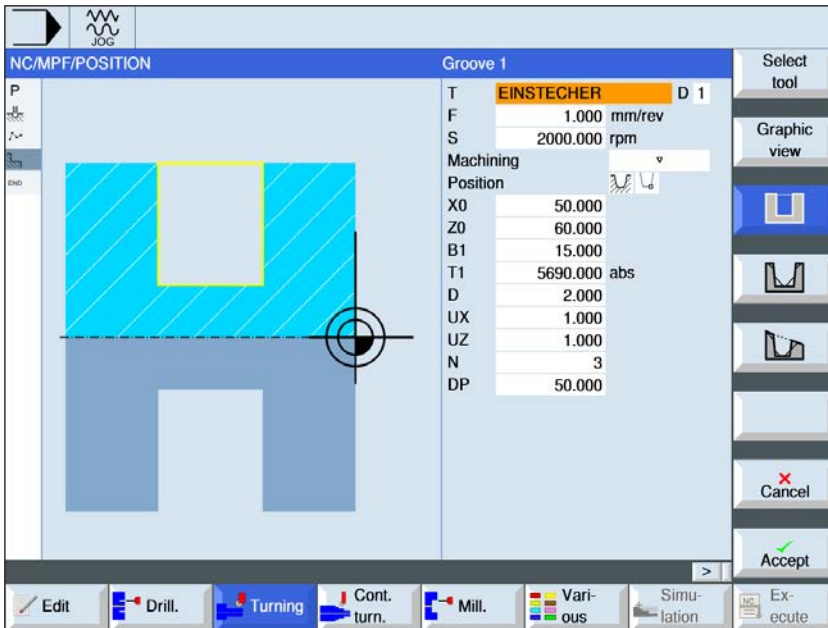 JOG
NC/MPF/POSITION
Groove 1
P
END
T EINSTECHER D 1
F 1.000 mm/rev
S 2000.000 rpm
Machining ▿
Position
X0 50.000
Z0 60.000
B1 15.000
T1 5690.000 abs
D 2.000
UX 1.000
UZ 1.000
N 3
DP 50.000
Select
tool
Graphic
view
Cancel
Accept
>
Edit
Drill.
Turning
Cont.
turn.
Mill.
Vari-
ous
Simu-
lation
NC
Ex-
ecute